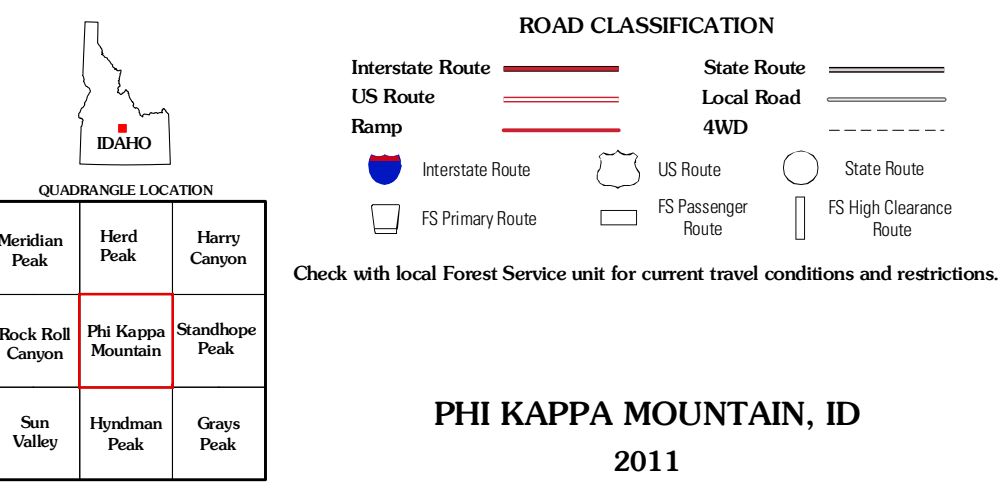 IDAHO
QUADRANGLE LOCATION
Meridian
Peak
Herd
Peak
Harry
Canyon
Rock Roll
Canyon
Phi Kappa
Mountain
Standhope
Peak
Sun
Valley
Hyndman
Peak
Grays
Peak
ROAD CLASSIFICATION
Interstate Route
State Route
US Route
Local Road
Ramp
4WD
Interstate Route
US Route
State Route
FS Primary Route
FS Passenger
Route
FS High Clearance
Route
Check with local Forest Service unit for current travel conditions and restrictions.
PHI KAPPA MOUNTAIN, ID
2011